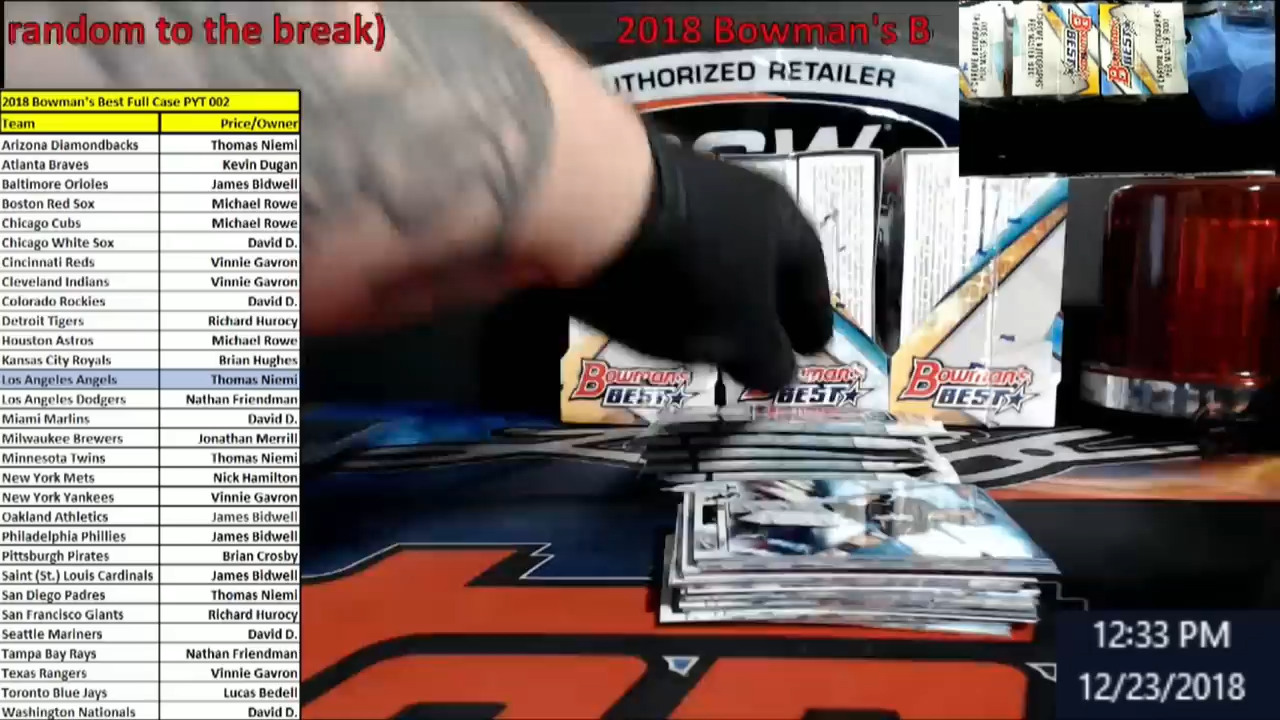 random to the break)
2018 Bowman's B
UTHORIZED RETAILER
2018 Bowman's Best Full Case PYT 002
Team Price/Owner
Arizona Diamondbacks Thomas Niemi
Atlanta Braves Kevin Dugan
Baltimore Orioles James Bidwell
Boston Red Sox Michael Rowe
Chicago Cubs Michael Rowe
Chicago White Sox David D.
Cincinnati Reds Vinnie Gavron
Cleveland Indians Vinnie Gavron
Colorado Rockies David D.
Detroit Tigers Richard Hurocy
Houston Astros Michael Rowe
Kansas City Royals Brian Hughes
Los Angeles Angels Thomas Niemi
Los Angeles Dodgers Nathan Friendman
Miami Marlins David D.
Milwaukee Brewers Jonathan Merrill
Minnesota Twins Thomas Niemi
New York Mets Nick Hamilton
New York Yankees Vinnie Gavron
Oakland Athletics James Bidwell
Philadelphia Phillies James Bidwell
Pittsburgh Pirates Brian Crosby
Saint (St.) Louis Cardinals James Bidwell
San Diego Padres Thomas Niemi
San Francisco Giants Richard Hurocy
Seattle Mariners David D.
Tampa Bay Rays Nathan Friendman
Texas Rangers Vinnie Gavron
Toronto Blue Jays Lucas Bedell
Washington Nationals David D.
Bowman's
BEST
Bowman's
BEST
Bowman's
BEST
man's
BEST
Bowman's
BEST
12:33 PM
12/23/2018